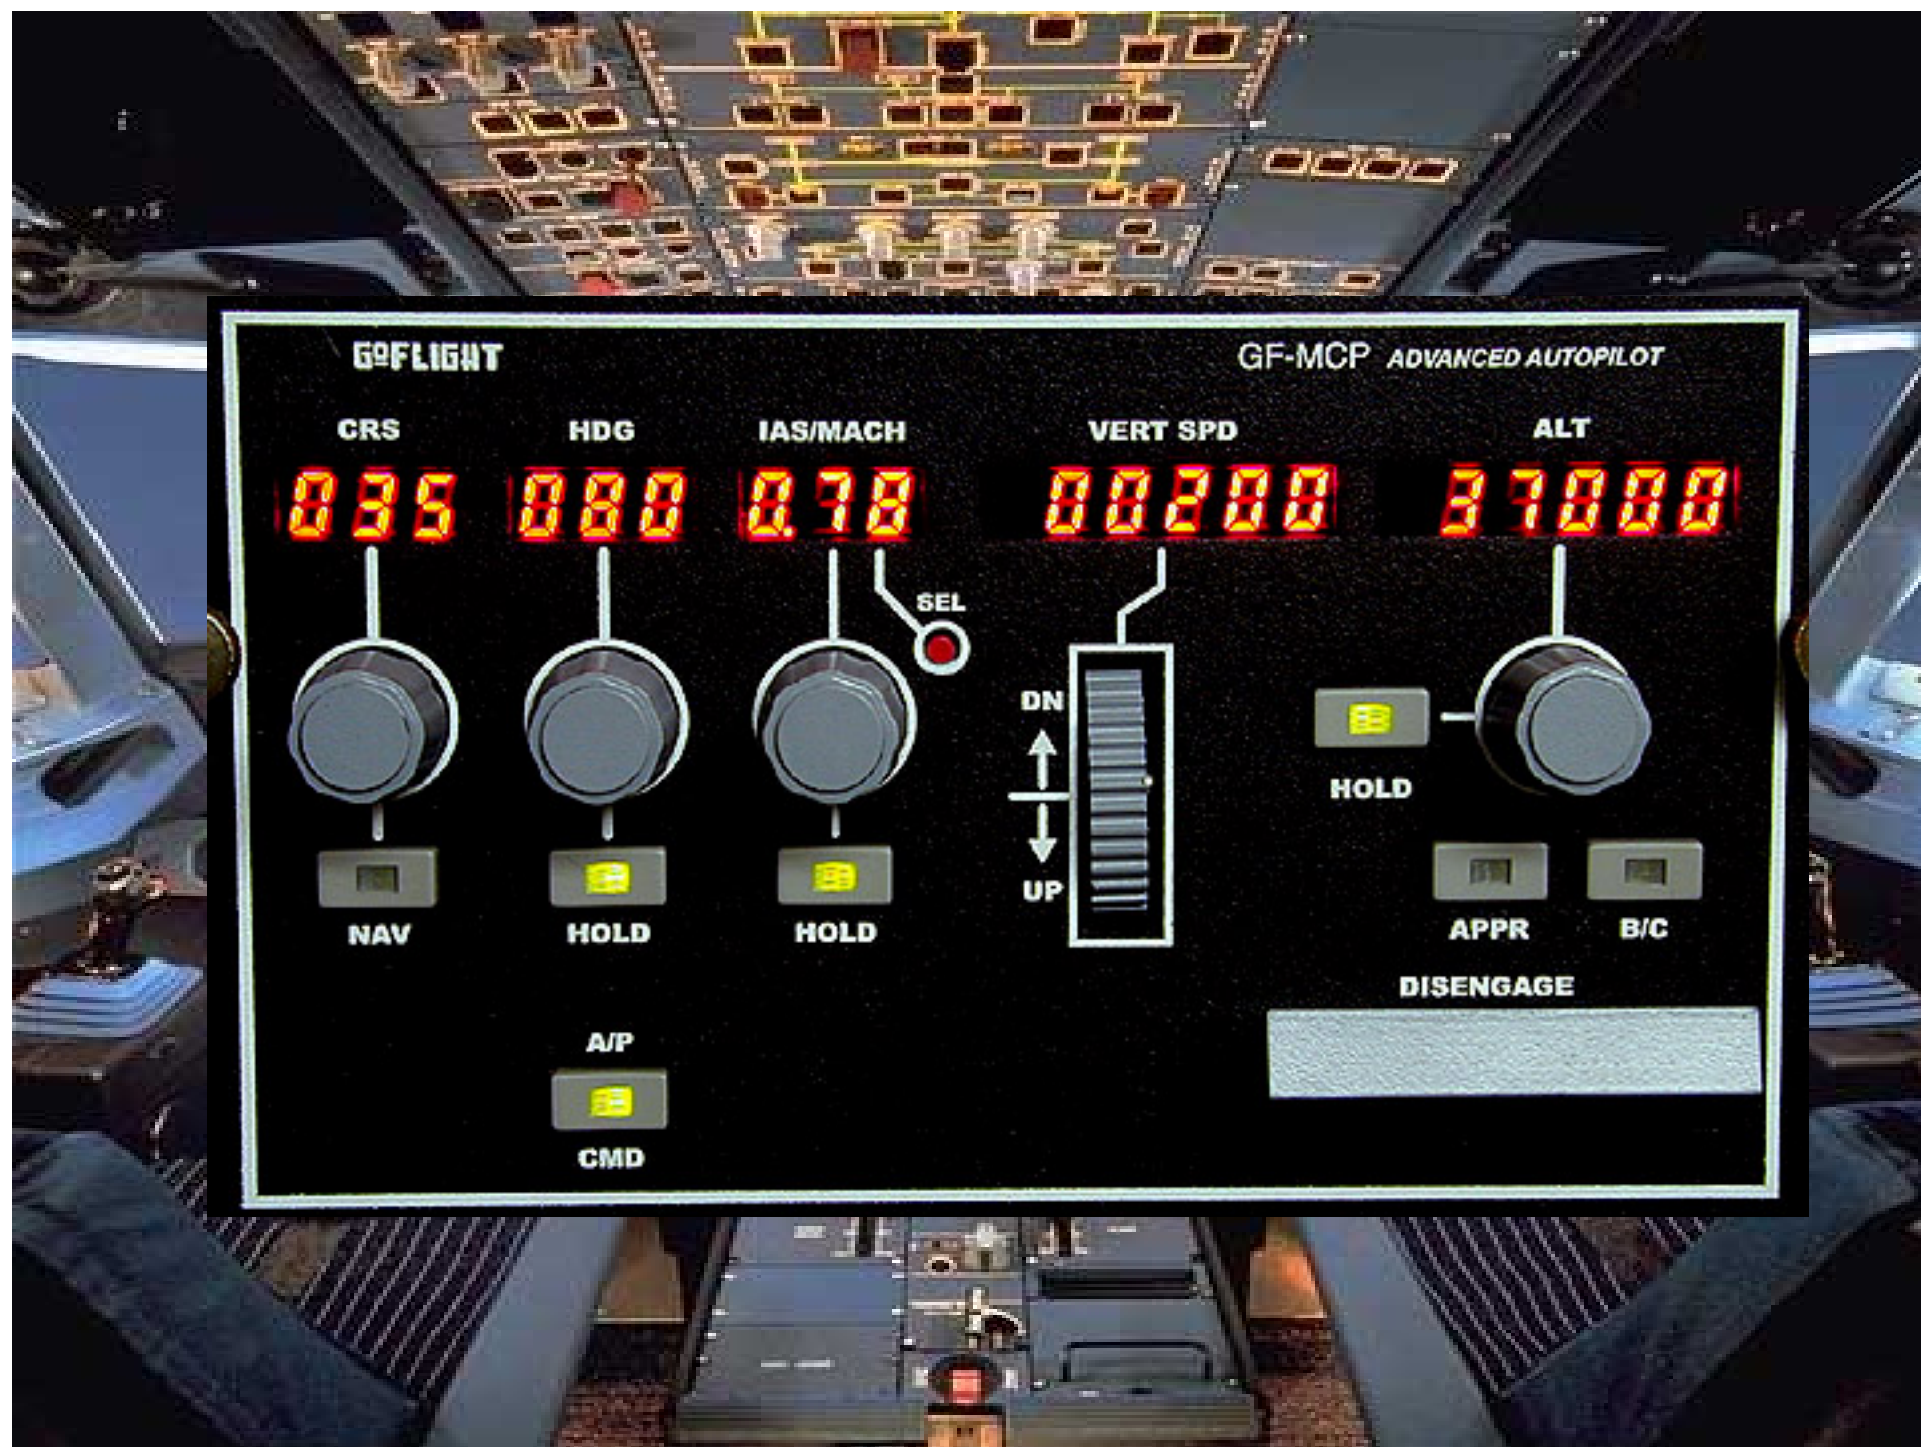 GoFLIGHT
GF-MCP ADVANCED AUTOPILOT
CRS HDG IAS/MACH VERT SPD ALT
035 080 0.78 00200 37000
SEL
DN
HOLD
UP
NAV HOLD HOLD APPR B/C
DISENGAGE
A/P
CMD